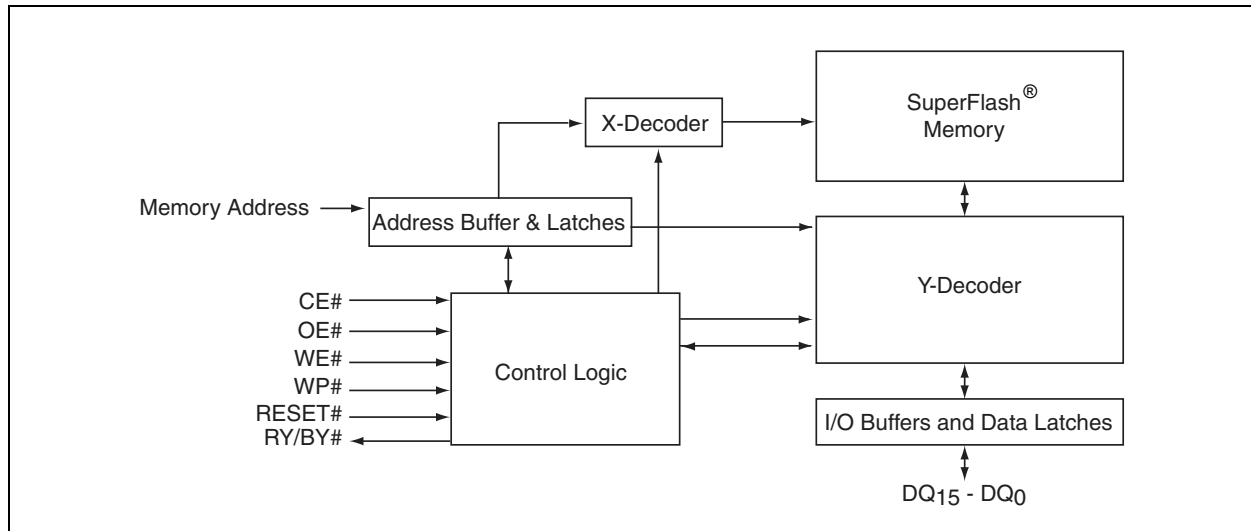 SuperFlash®
Memory
X-Decoder
Memory Address
Address Buffer & Latches
Y-Decoder
CE#
OE#
WE#
WP#
RESET#
RY/BY#
Control Logic
I/O Buffers and Data Latches
DQ15 - DQ0